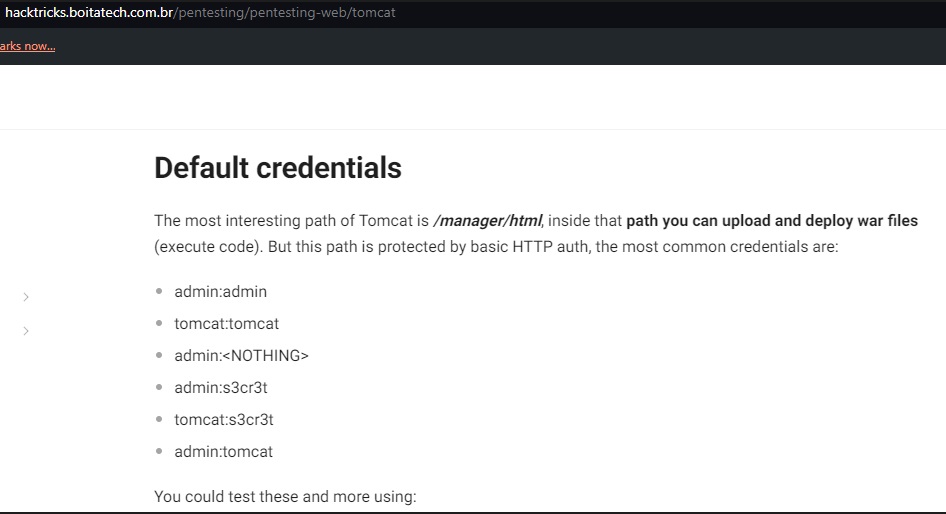 hacktricks.boitatech.com.br/pentesting/pentesting-web/tomcat
arks now...
Default credentials
The most interesting path of Tomcat is /manager/html, inside that path you can upload and deploy war files
(execute code). But this path is protected by basic HTTP auth, the most common credentials are:
admin:admin
tomcat:tomcat
admin:<NOTHING>
admin:s3cr3t
tomcat:s3cr3t
admin:tomcat
You could test these and more using: